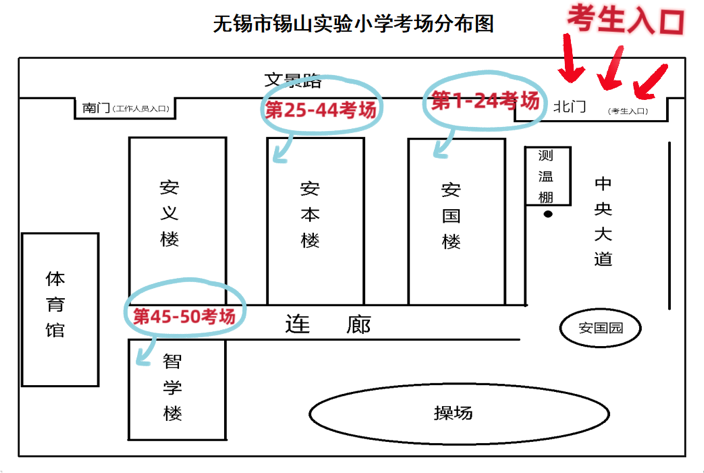 无锡市锡山实验小学考场分布图
考生入口
文景路
南门(工作人员入口)
第25-44考场
第1-24考场
北门 (考生入口)
安义楼
安本楼
安国楼
测温棚
中央大道
体育馆
第45-50考场
连廊
安国园
智学楼
操场